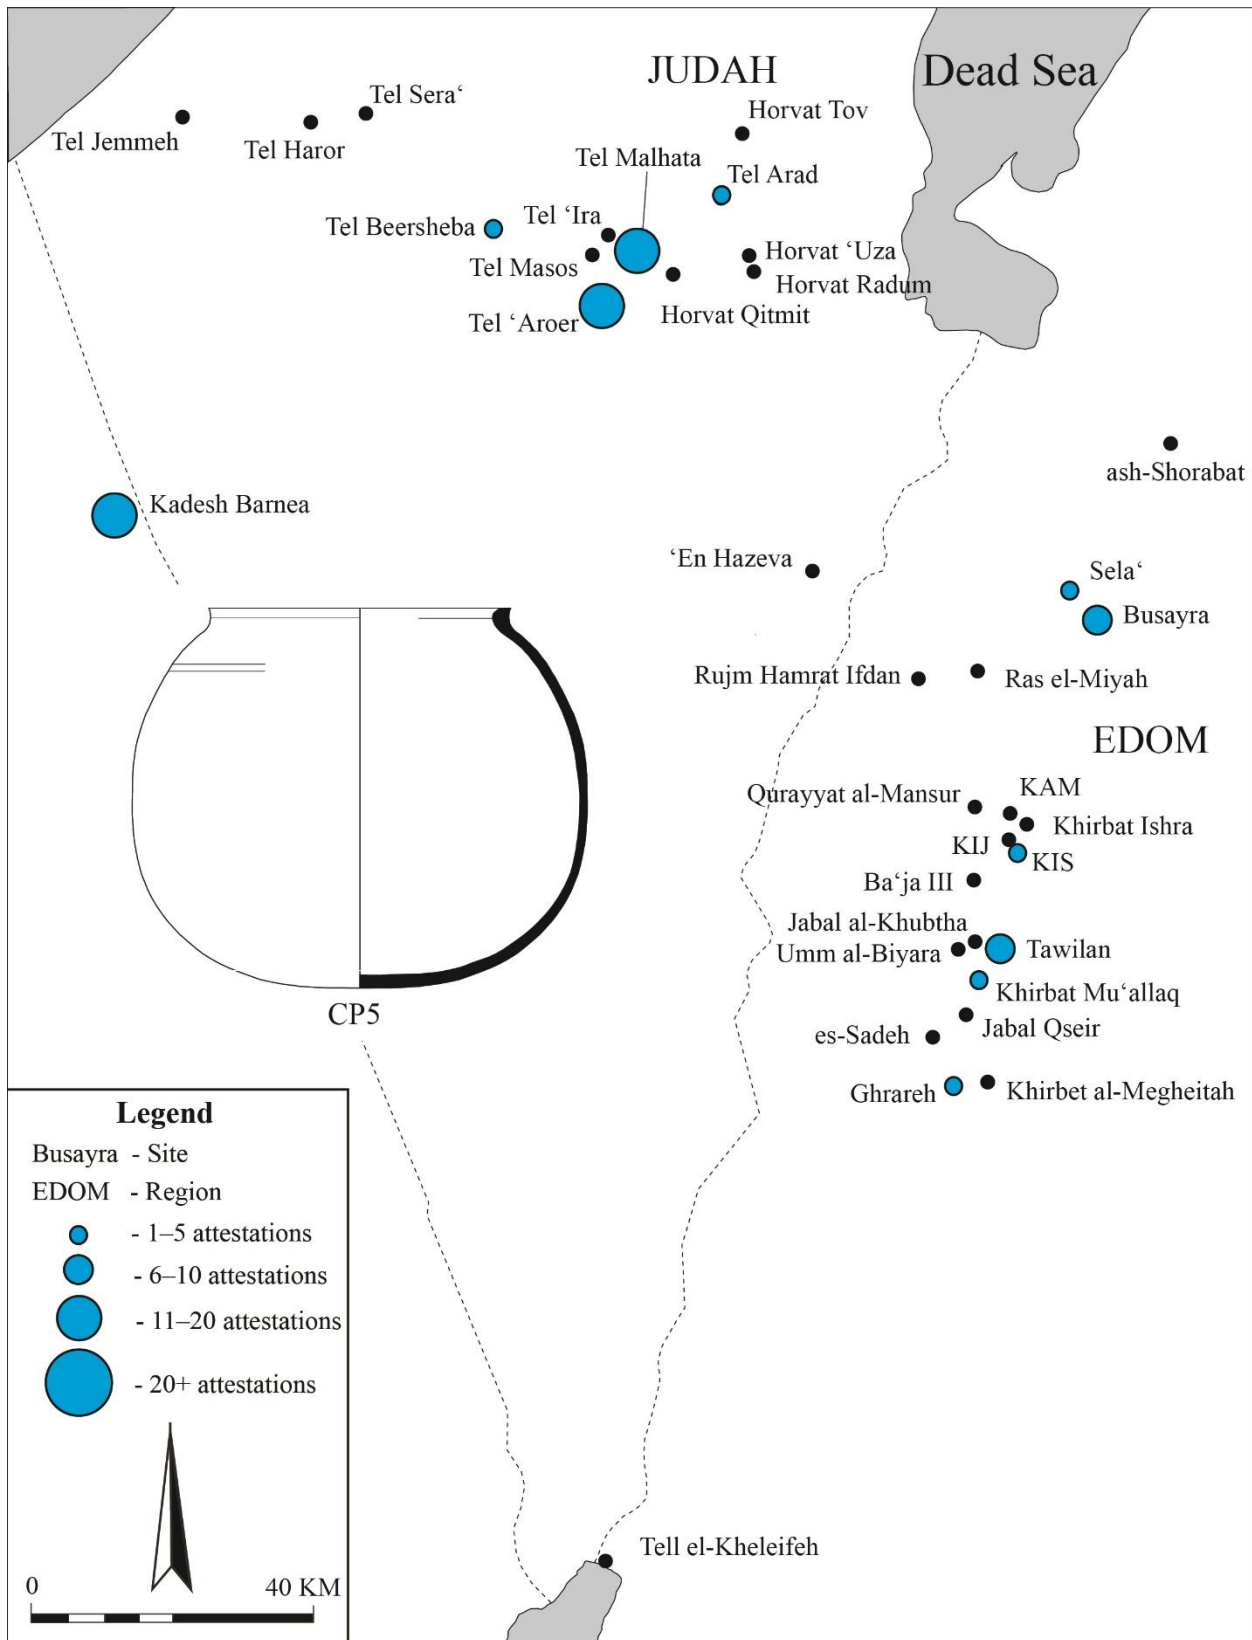 JUDAH
Dead Sea
Tel Sera‘
Tel Jemmeh
Tel Haror
Horvat Tov
Tel Malhata
Tel Arad
Tel ‘Ira
Tel Beersheba
Tel Masos
Horvat ‘Uza
Horvat Radum
Horvat Qitmit
Tel ‘Aroer
ash-Shorabat
Kadesh Barnea
‘En Hazeva
Sela‘
Busayra
Rujm Hamrat Ifdan
Ras el-Miyah
EDOM
Qurayyat al-Mansur
KAM
Khirbat Ishra
KIJ
KIS
Ba‘ja III
Jabal al-Khubtha
Umm al-Biyara
Tawilan
Khirbat Mu‘allaq
Jabal Qseir
es-Sadeh
Ghrareh
Khirbet al-Megheitah
CP5
Legend
Busayra - Site
EDOM - Region
- 1–5 attestations
- 6–10 attestations
- 11–20 attestations
- 20+ attestations
0 40 KM
Tell el-Kheleifeh